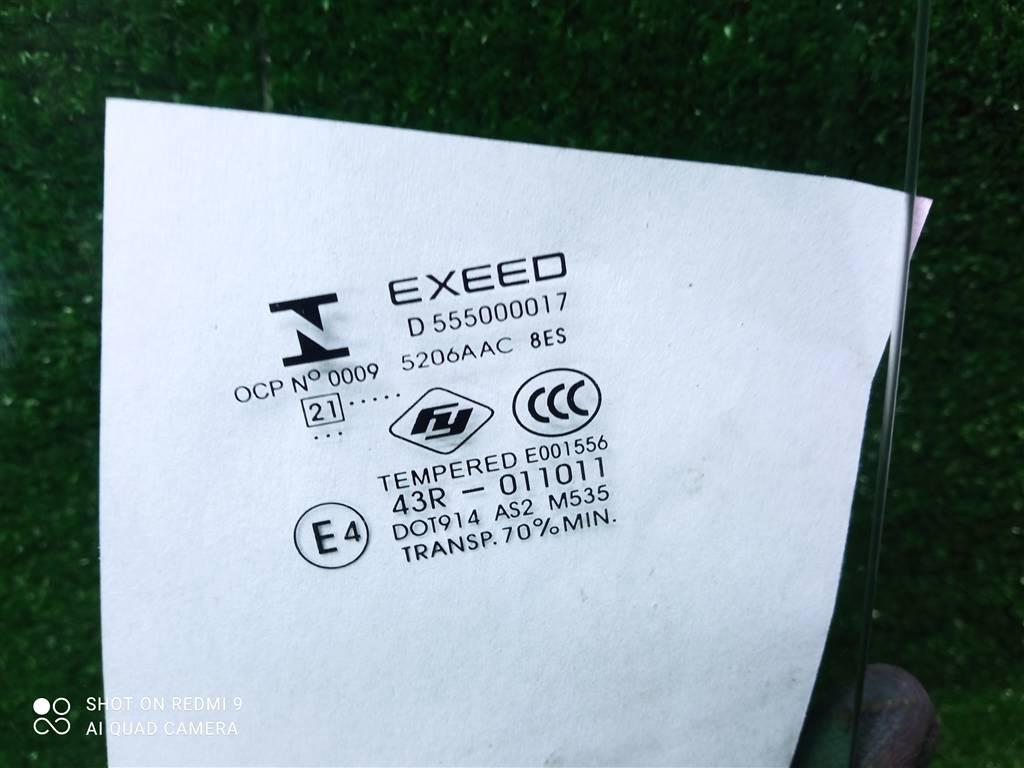 EXEED
D 555000017
OCP Nº 0009 5206AAC 8ES
21 .....
...
fy
CCC
TEMPERED E001556
43R - 011011
E4
DOT914 AS2 M535
TRANSP. 70% MIN.
SHOT ON REDMI 9
AI QUAD CAMERA